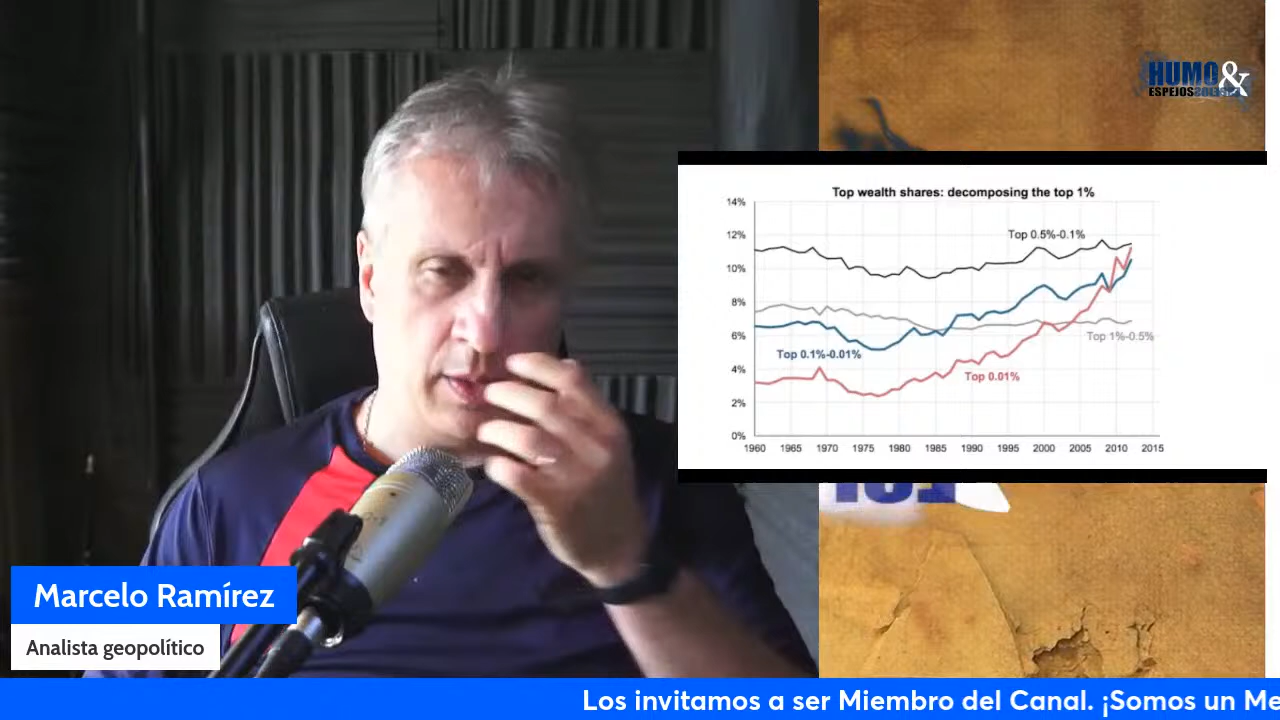 HUMO&
ESPEJOS
Top wealth shares: decomposing the top 1%
14%
12%
10%
8%
6%
4%
2%
0%
Top 0.5%-0.1%
Top 1%-0.5%
Top 0.1%-0.01%
Top 0.01%
1960 1965 1970 1975 1980 1985 1990 1995 2000 2005 2010 2015
Marcelo Ramírez
Analista geopolítico
Los invitamos a ser Miembro del Canal. ¡Somos un Me